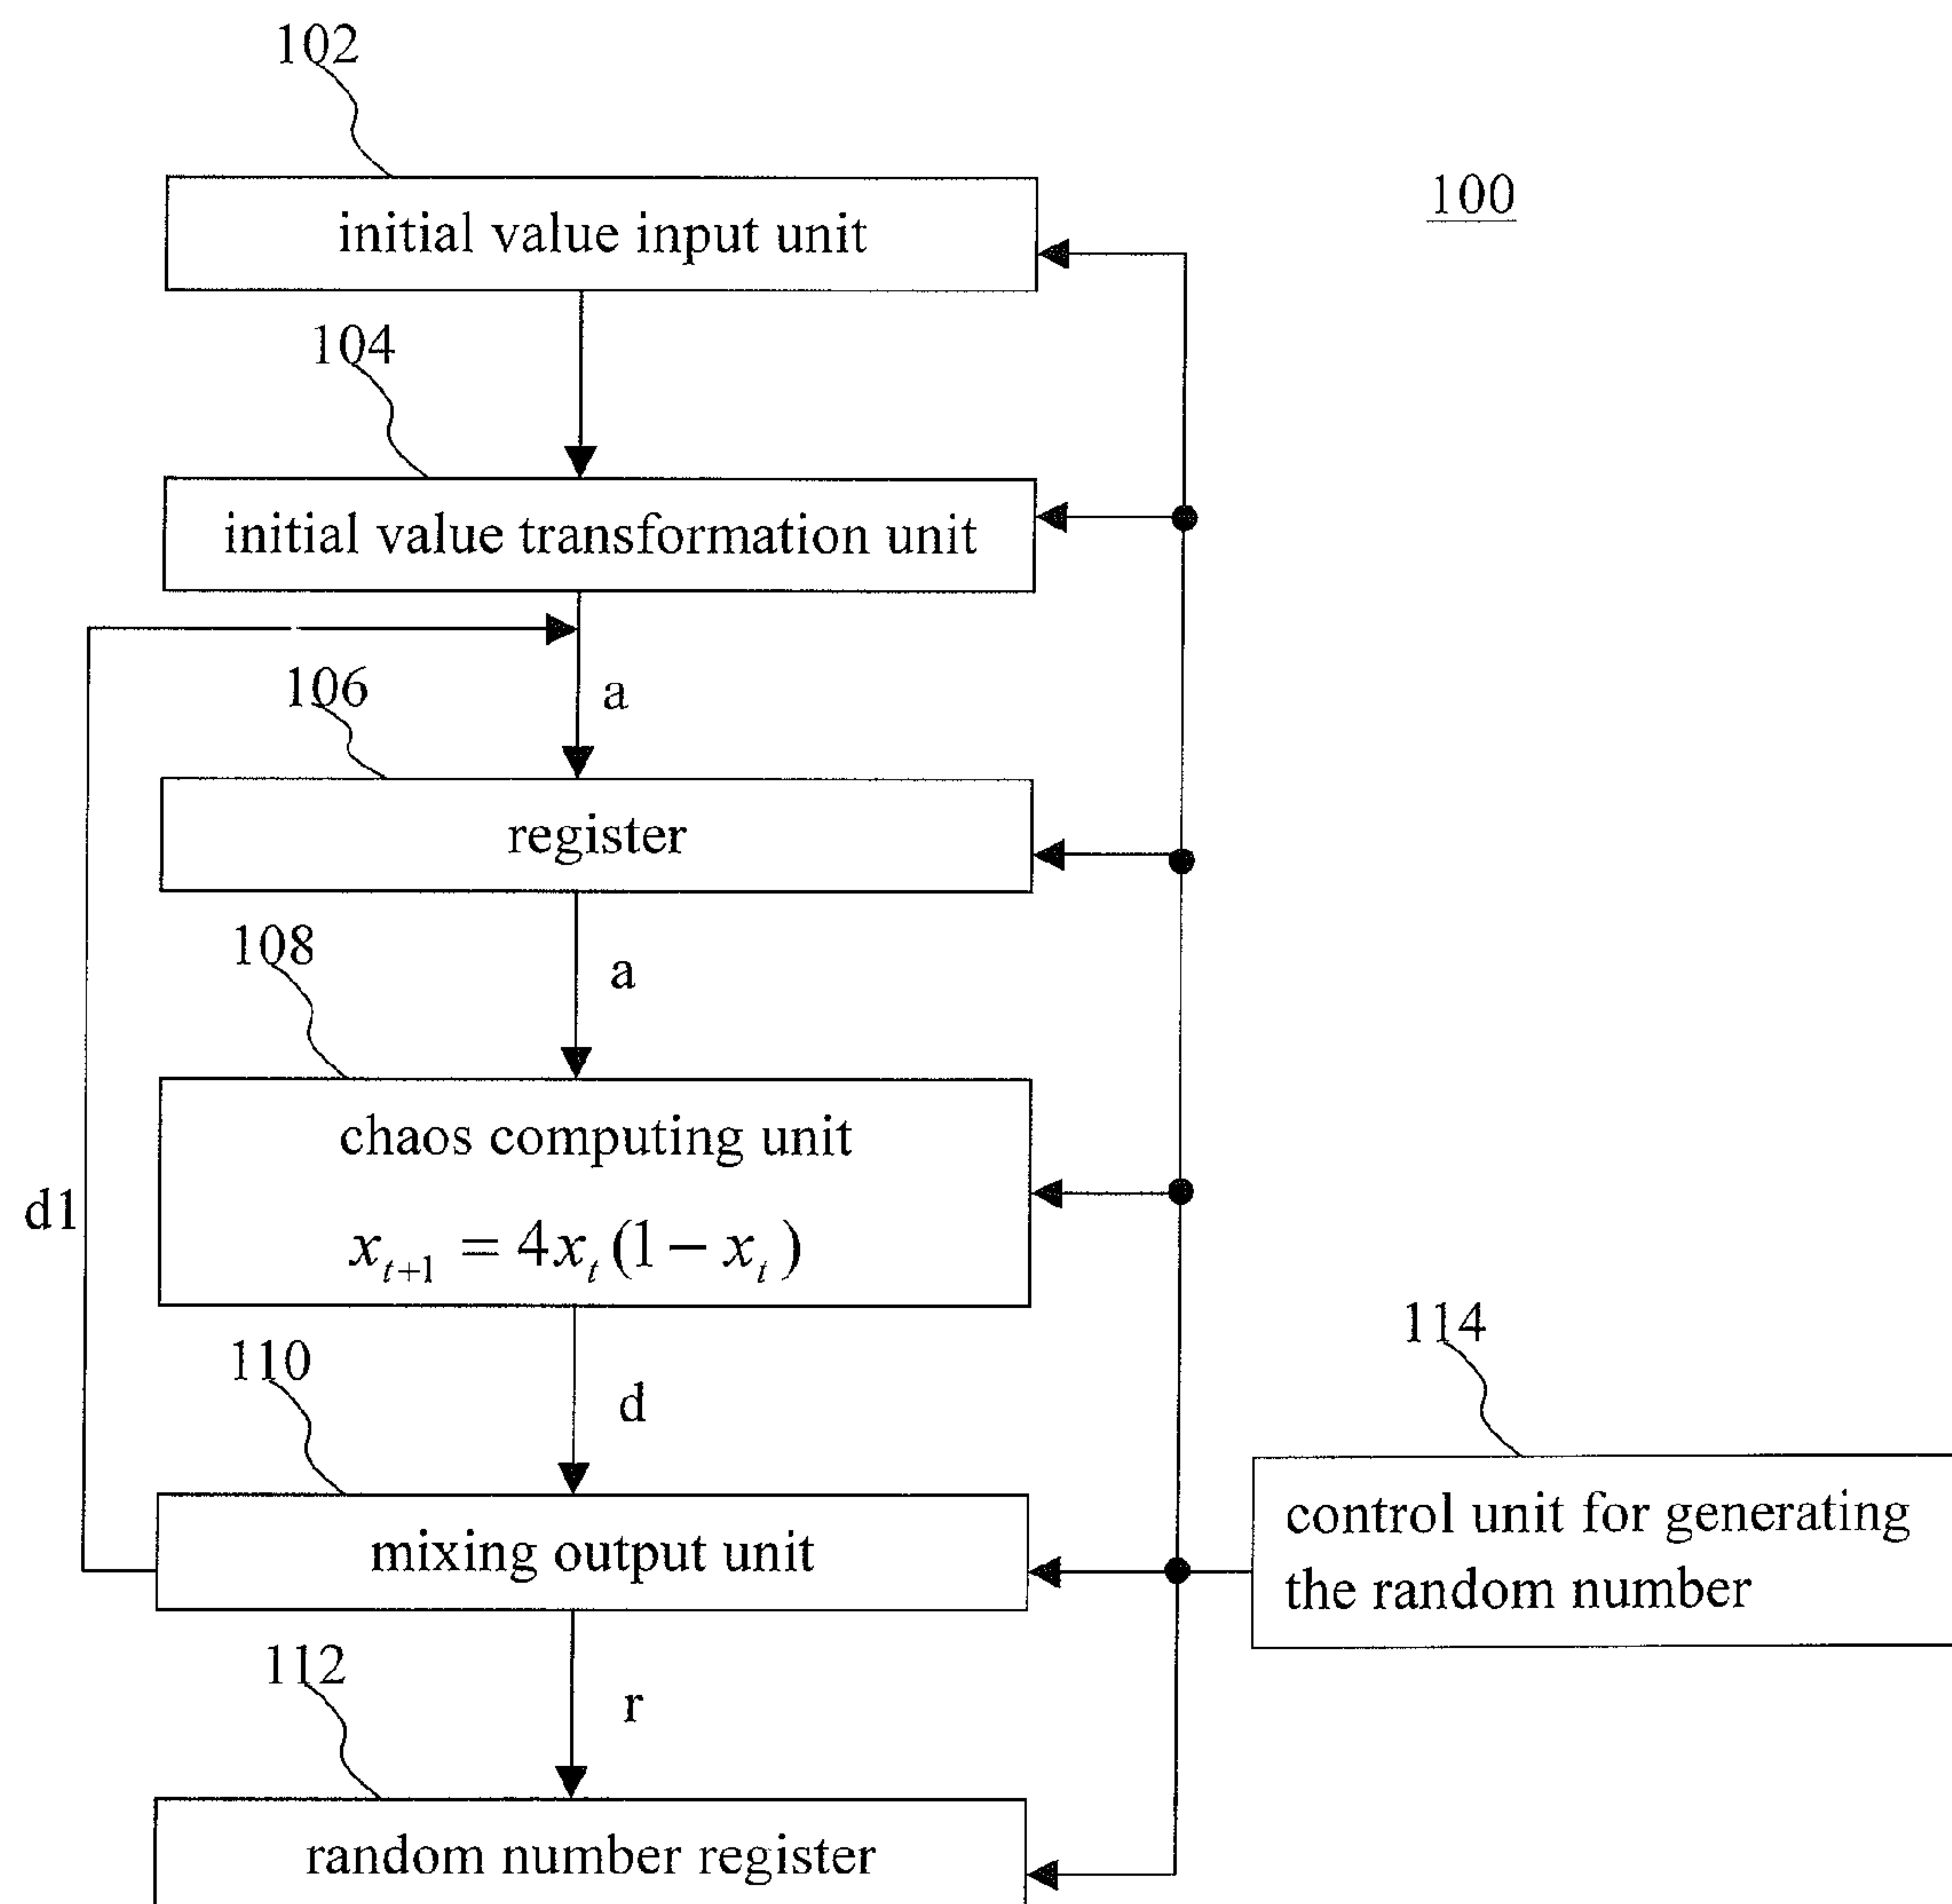 102
100
initial value input unit
104
initial value transformation unit
106
a
register
108
a
chaos computing unit
d1
x_{t+1} = 4x_t(1 − x_t)
114
110
d
control unit for generating
the random number
mixing output unit
112
r
random number register